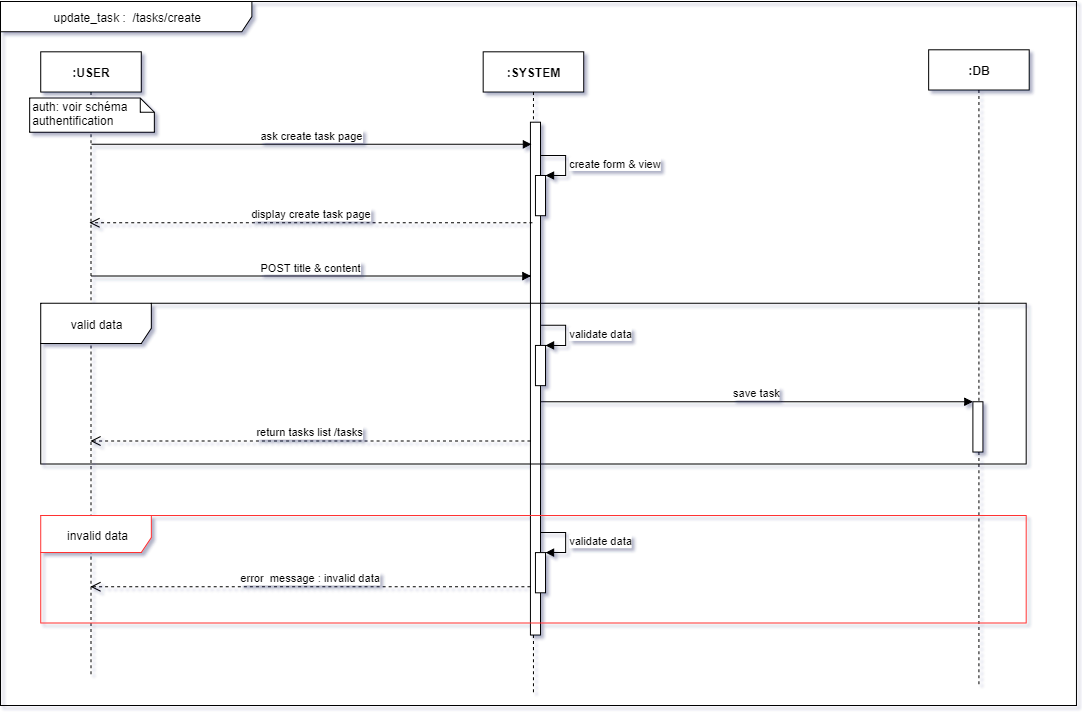 update_task :  /tasks/create
:USER
:SYSTEM
:DB
auth: voir schéma
authentification
ask create task page
create form & view
display create task page
POST title & content
valid data
validate data
save task
return tasks list /tasks
invalid data
validate data
error  message : invalid data